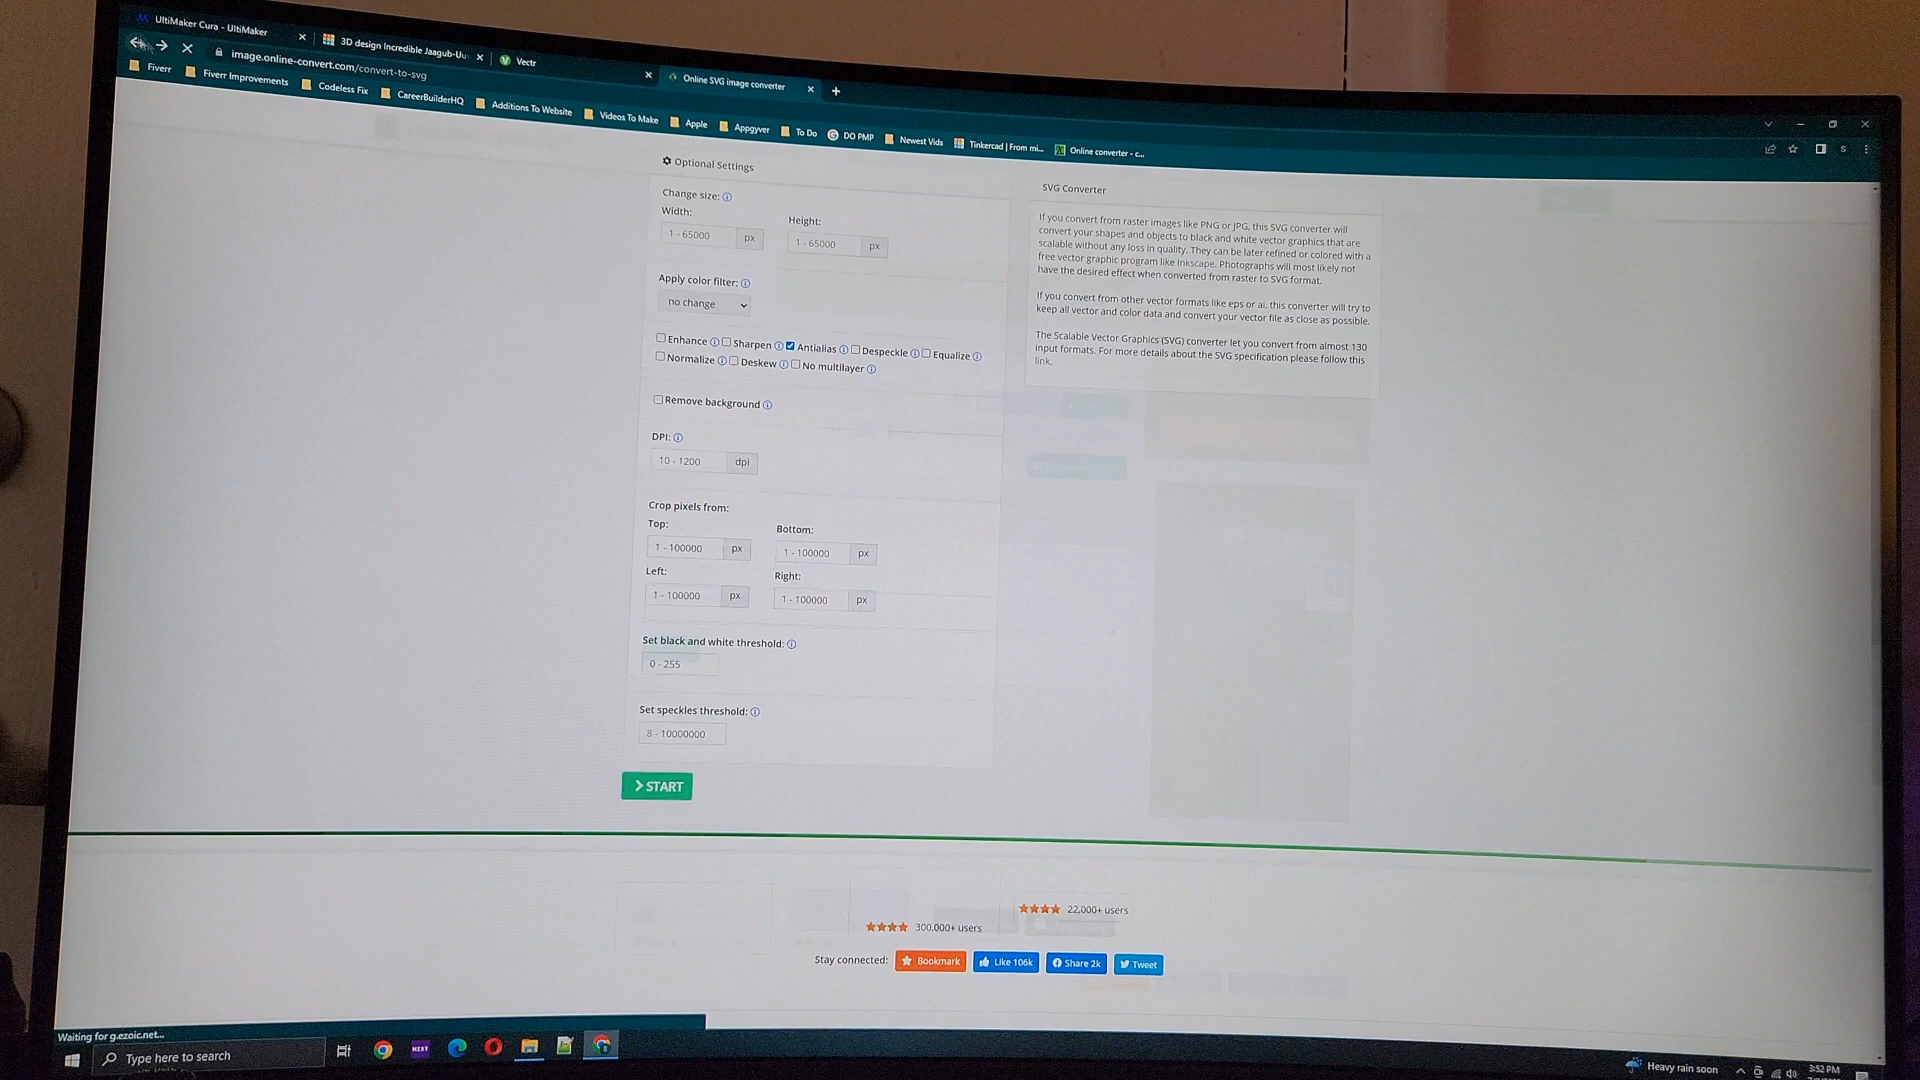 UltiMaker Cura - UltiMaker
3D design Incredible Jaagub-Uu
Vectr
Online SVG image converter
image.online-convert.com/convert-to-svg
Fiverr
Fiverr Improvements
Codeless Fix
CareerBuilderHQ
Additions To Website
Videos To Make
Apple
Appgyver
To Do
DO PMP
Newest Vids
Tinkercad | From mi...
Online converter - c...
S
Optional Settings
Change size:
Width:
Height:
1 - 65000 px
1 - 65000 px
Apply color filter:
no change
Enhance Sharpen Antialias Despeckle Equalize
Normalize Deskew No multilayer
Remove background
DPI:
10 - 1200 dpi
Crop pixels from:
Top:
Bottom:
1 - 100000 px
1 - 100000 px
Left:
Right:
1 - 100000 px
1 - 100000 px
Set black and white threshold:
0 - 255
Set speckles threshold:
8 - 10000000
START
SVG Converter
If you convert from raster images like PNG or JPG, this SVG converter will
convert your shapes and objects to black and white vector graphics that are
scalable without any loss in quality. They can be later refined or colored with a
free vector graphic program like Inkscape. Photographs will most likely not
have the desired effect when converted from raster to SVG format.
If you convert from other vector formats like eps or ai, this converter will try to
keep all vector and color data and convert your vector file as close as possible.
The Scalable Vector Graphics (SVG) converter let you convert from almost 130
input formats. For more details about the SVG specification please follow this
link.
22,000+ users
300,000+ users
Stay connected:
Bookmark
Like 106k
Share 2k
Tweet
Waiting for g.ezoic.net...
Type here to search
NEXT
Heavy rain soon
3:52 PM